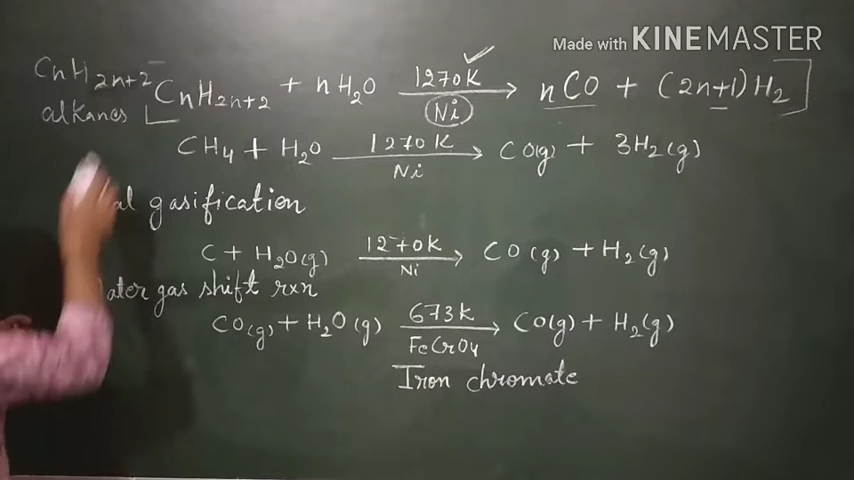 Made with KINEMASTER
CnH2n+2
alkanes
CnH2n+2 + nH2O 1270K Ni → nCO + (2n+1)H2
CH4 + H2O 1270K Ni → CO(g) + 3H2(g)
gasification
C + H2O(g) 1270K Ni → CO(g) + H2(g)
gas shift rxn
CO(g) + H2O(g) 673K FeCrO4 → CO(g) + H2(g)
Iron chromate